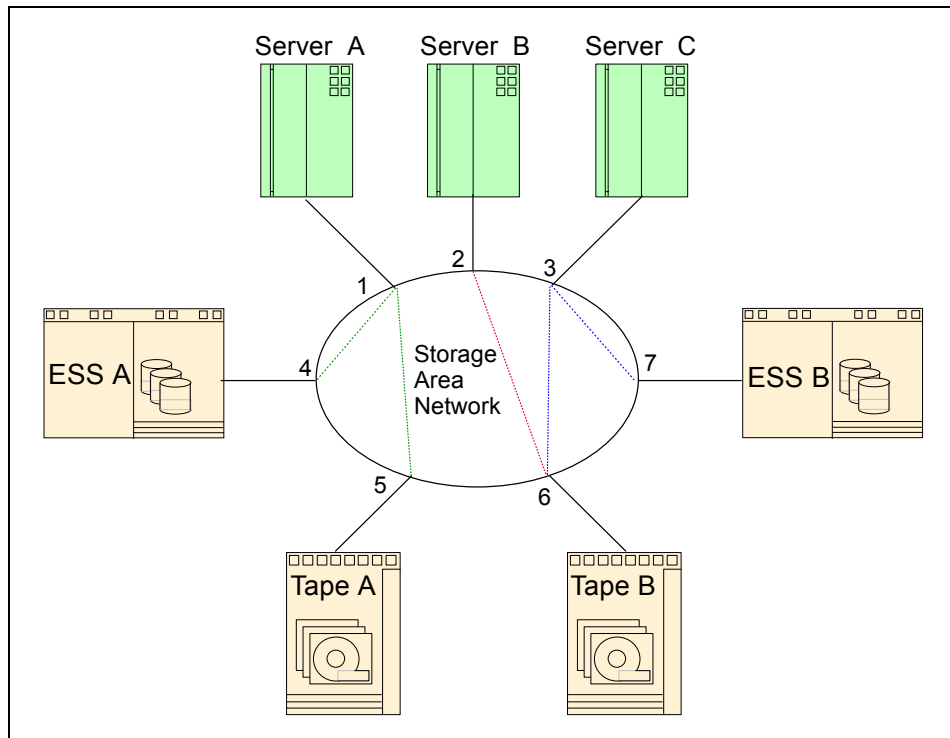 Server A
Server B
Server C
1
2
3
ESS A
4
Storage
Area
Network
7
ESS B
5
6
Tape A
Tape B